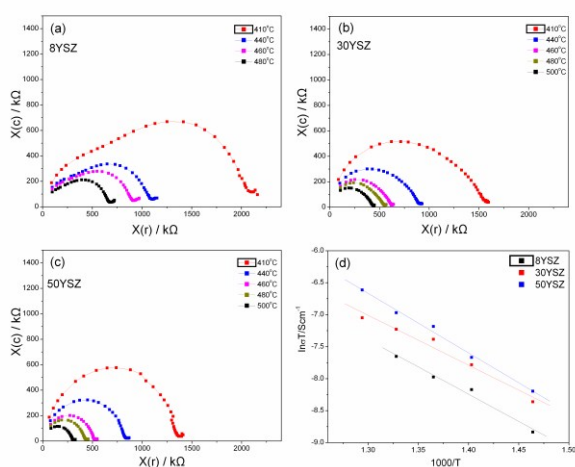 (a)
8YSZ
410°C
440°C
460°C
480°C
X(c) / kΩ
1400
1200
1000
800
600
400
200
0
0 500 1000 1500 2000
X(r) / kΩ
(b)
30YSZ
410°C
440°C
460°C
480°C
500°C
X(c) / kΩ
1400
1200
1000
800
600
400
200
0
0 500 1000 1500 2000
X(r) / kΩ
(c)
50YSZ
410°C
440°C
460°C
480°C
500°C
X(c) / kΩ
1400
1200
1000
800
600
400
200
0
0 500 1000 1500 2000
X(r) / kΩ
(d)
8YSZ
30YSZ
50YSZ
lnσT/Scm⁻¹
-6.0
-6.5
-7.0
-7.5
-8.0
-8.5
-9.0
1.30 1.35 1.40 1.45 1.50
1000/T